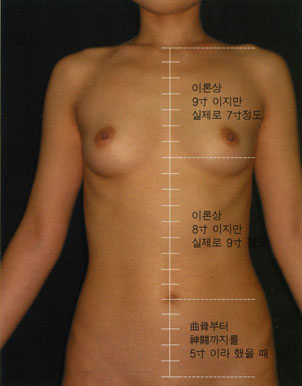 이론상
9寸 이지만
실제로 7寸정도
이론상
8寸 이지만
실제로 9寸 정도
曲骨부터
神闕까지를
5寸 이라 했을 때